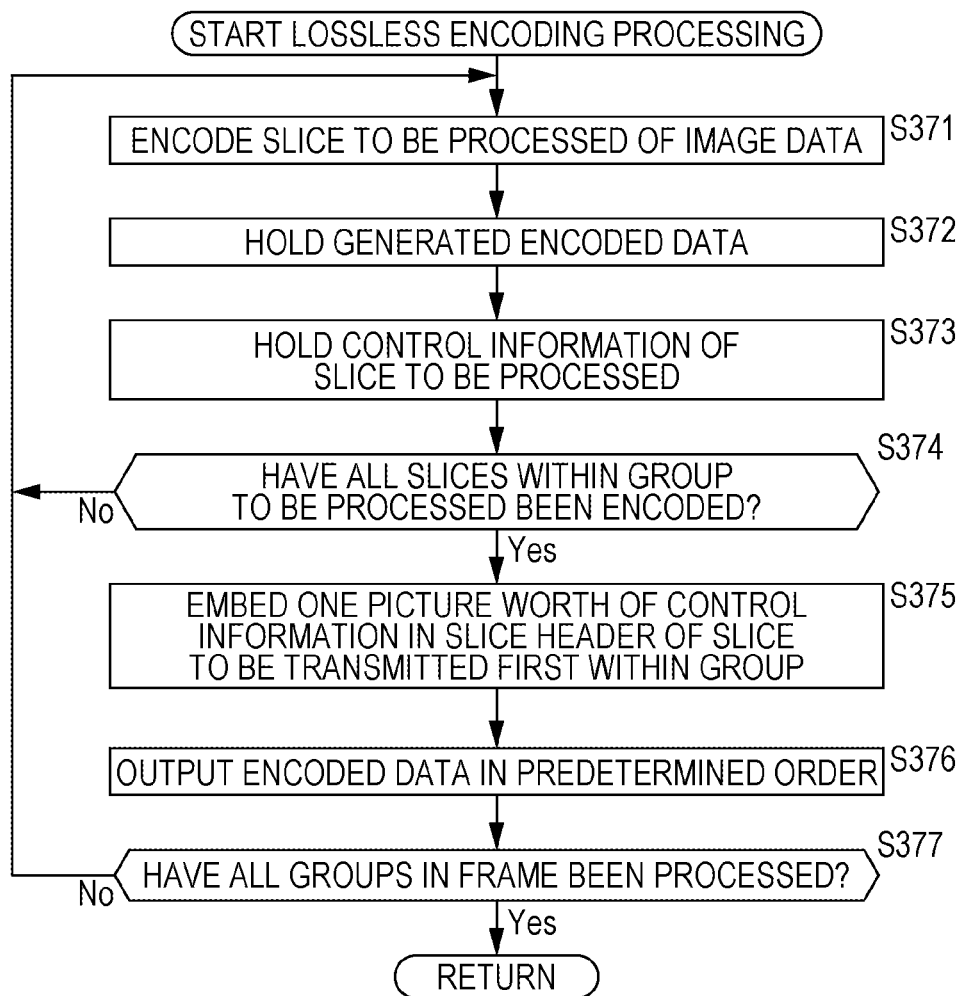 START LOSSLESS ENCODING PROCESSING
S371
ENCODE SLICE TO BE PROCESSED OF IMAGE DATA
S372
HOLD GENERATED ENCODED DATA
S373
HOLD CONTROL INFORMATION OF
SLICE TO BE PROCESSED
S374
HAVE ALL SLICES WITHIN GROUP
TO BE PROCESSED BEEN ENCODED?
No
Yes
S375
EMBED ONE PICTURE WORTH OF CONTROL
INFORMATION IN SLICE HEADER OF SLICE
TO BE TRANSMITTED FIRST WITHIN GROUP
S376
OUTPUT ENCODED DATA IN PREDETERMINED ORDER
S377
HAVE ALL GROUPS IN FRAME BEEN PROCESSED?
No
Yes
RETURN